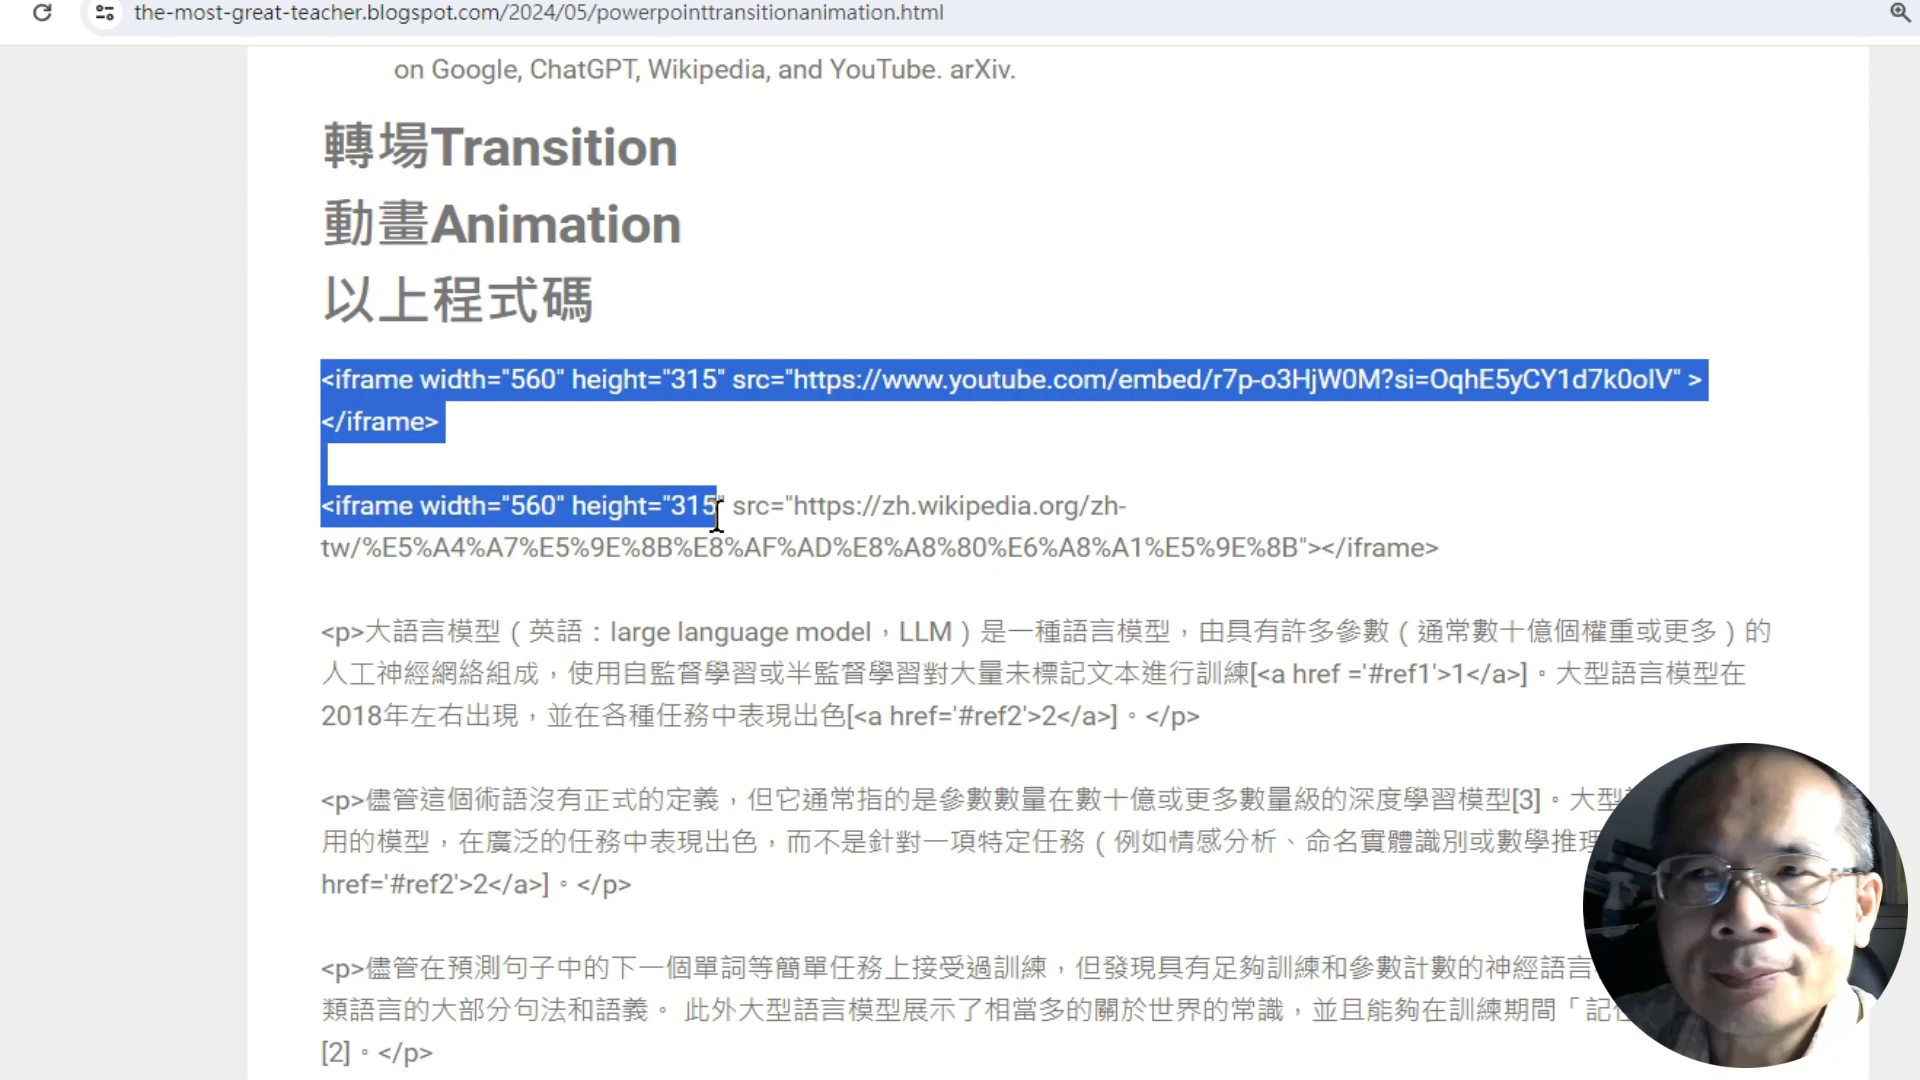 the-most-great-teacher.blogspot.com/2024/05/powerpointtransitionanimation.html
on Google, ChatGPT, Wikipedia, and YouTube. arXiv.
轉場Transition
動畫Animation
以上程式碼
<iframe width="560" height="315" src="https://www.youtube.com/embed/r7p-o3HjW0M?si=OqhE5yCY1d7k0olV" >
</iframe>
<iframe width="560" height="315" src="https://zh.wikipedia.org/zh-
tw/%E5%A4%A7%E5%9E%8B%E8%AF%AD%E8%A8%80%E6%A8%A1%E5%9E%8B"></iframe>
<p>大語言模型（英語：large language model，LLM）是一種語言模型，由具有許多參數（通常數十億個權重或更多）的
人工神經網絡組成，使用自監督學習或半監督學習對大量未標記文本進行訓練[<a href ='#ref1'>1</a>]。大型語言模型在
2018年左右出現，並在各種任務中表現出色[<a href='#ref2'>2</a>]。</p>
<p>儘管這個術語沒有正式的定義，但它通常指的是參數數量在數十億或更多數量級的深度學習模型[3]。大型
用的模型，在廣泛的任務中表現出色，而不是針對一項特定任務（例如情感分析、命名實體識別或數學推理
href='#ref2'>2</a>]。</p>
<p>儘管在預測句子中的下一個單詞等簡單任務上接受過訓練，但發現具有足夠訓練和參數計數的神經語言
類語言的大部分句法和語義。 此外大型語言模型展示了相當多的關於世界的常識，並且能夠在訓練期間「記
[2]。</p>